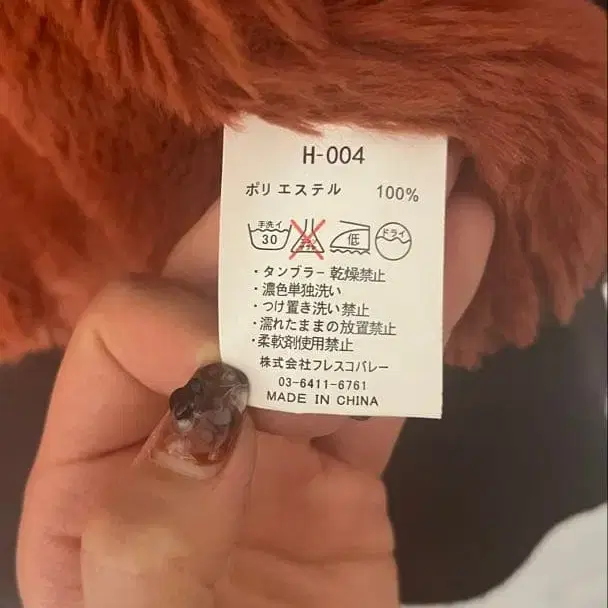 H-004
ポリエステル 100%
手洗イ 30 低 ドライ
・タンブラー乾燥禁止
・濃色単独洗い
・つけ置き洗い禁止
・濡れたままの放置禁止
・柔軟剤使用禁止
株式会社フレスコバレー
03-6411-6761
MADE IN CHINA